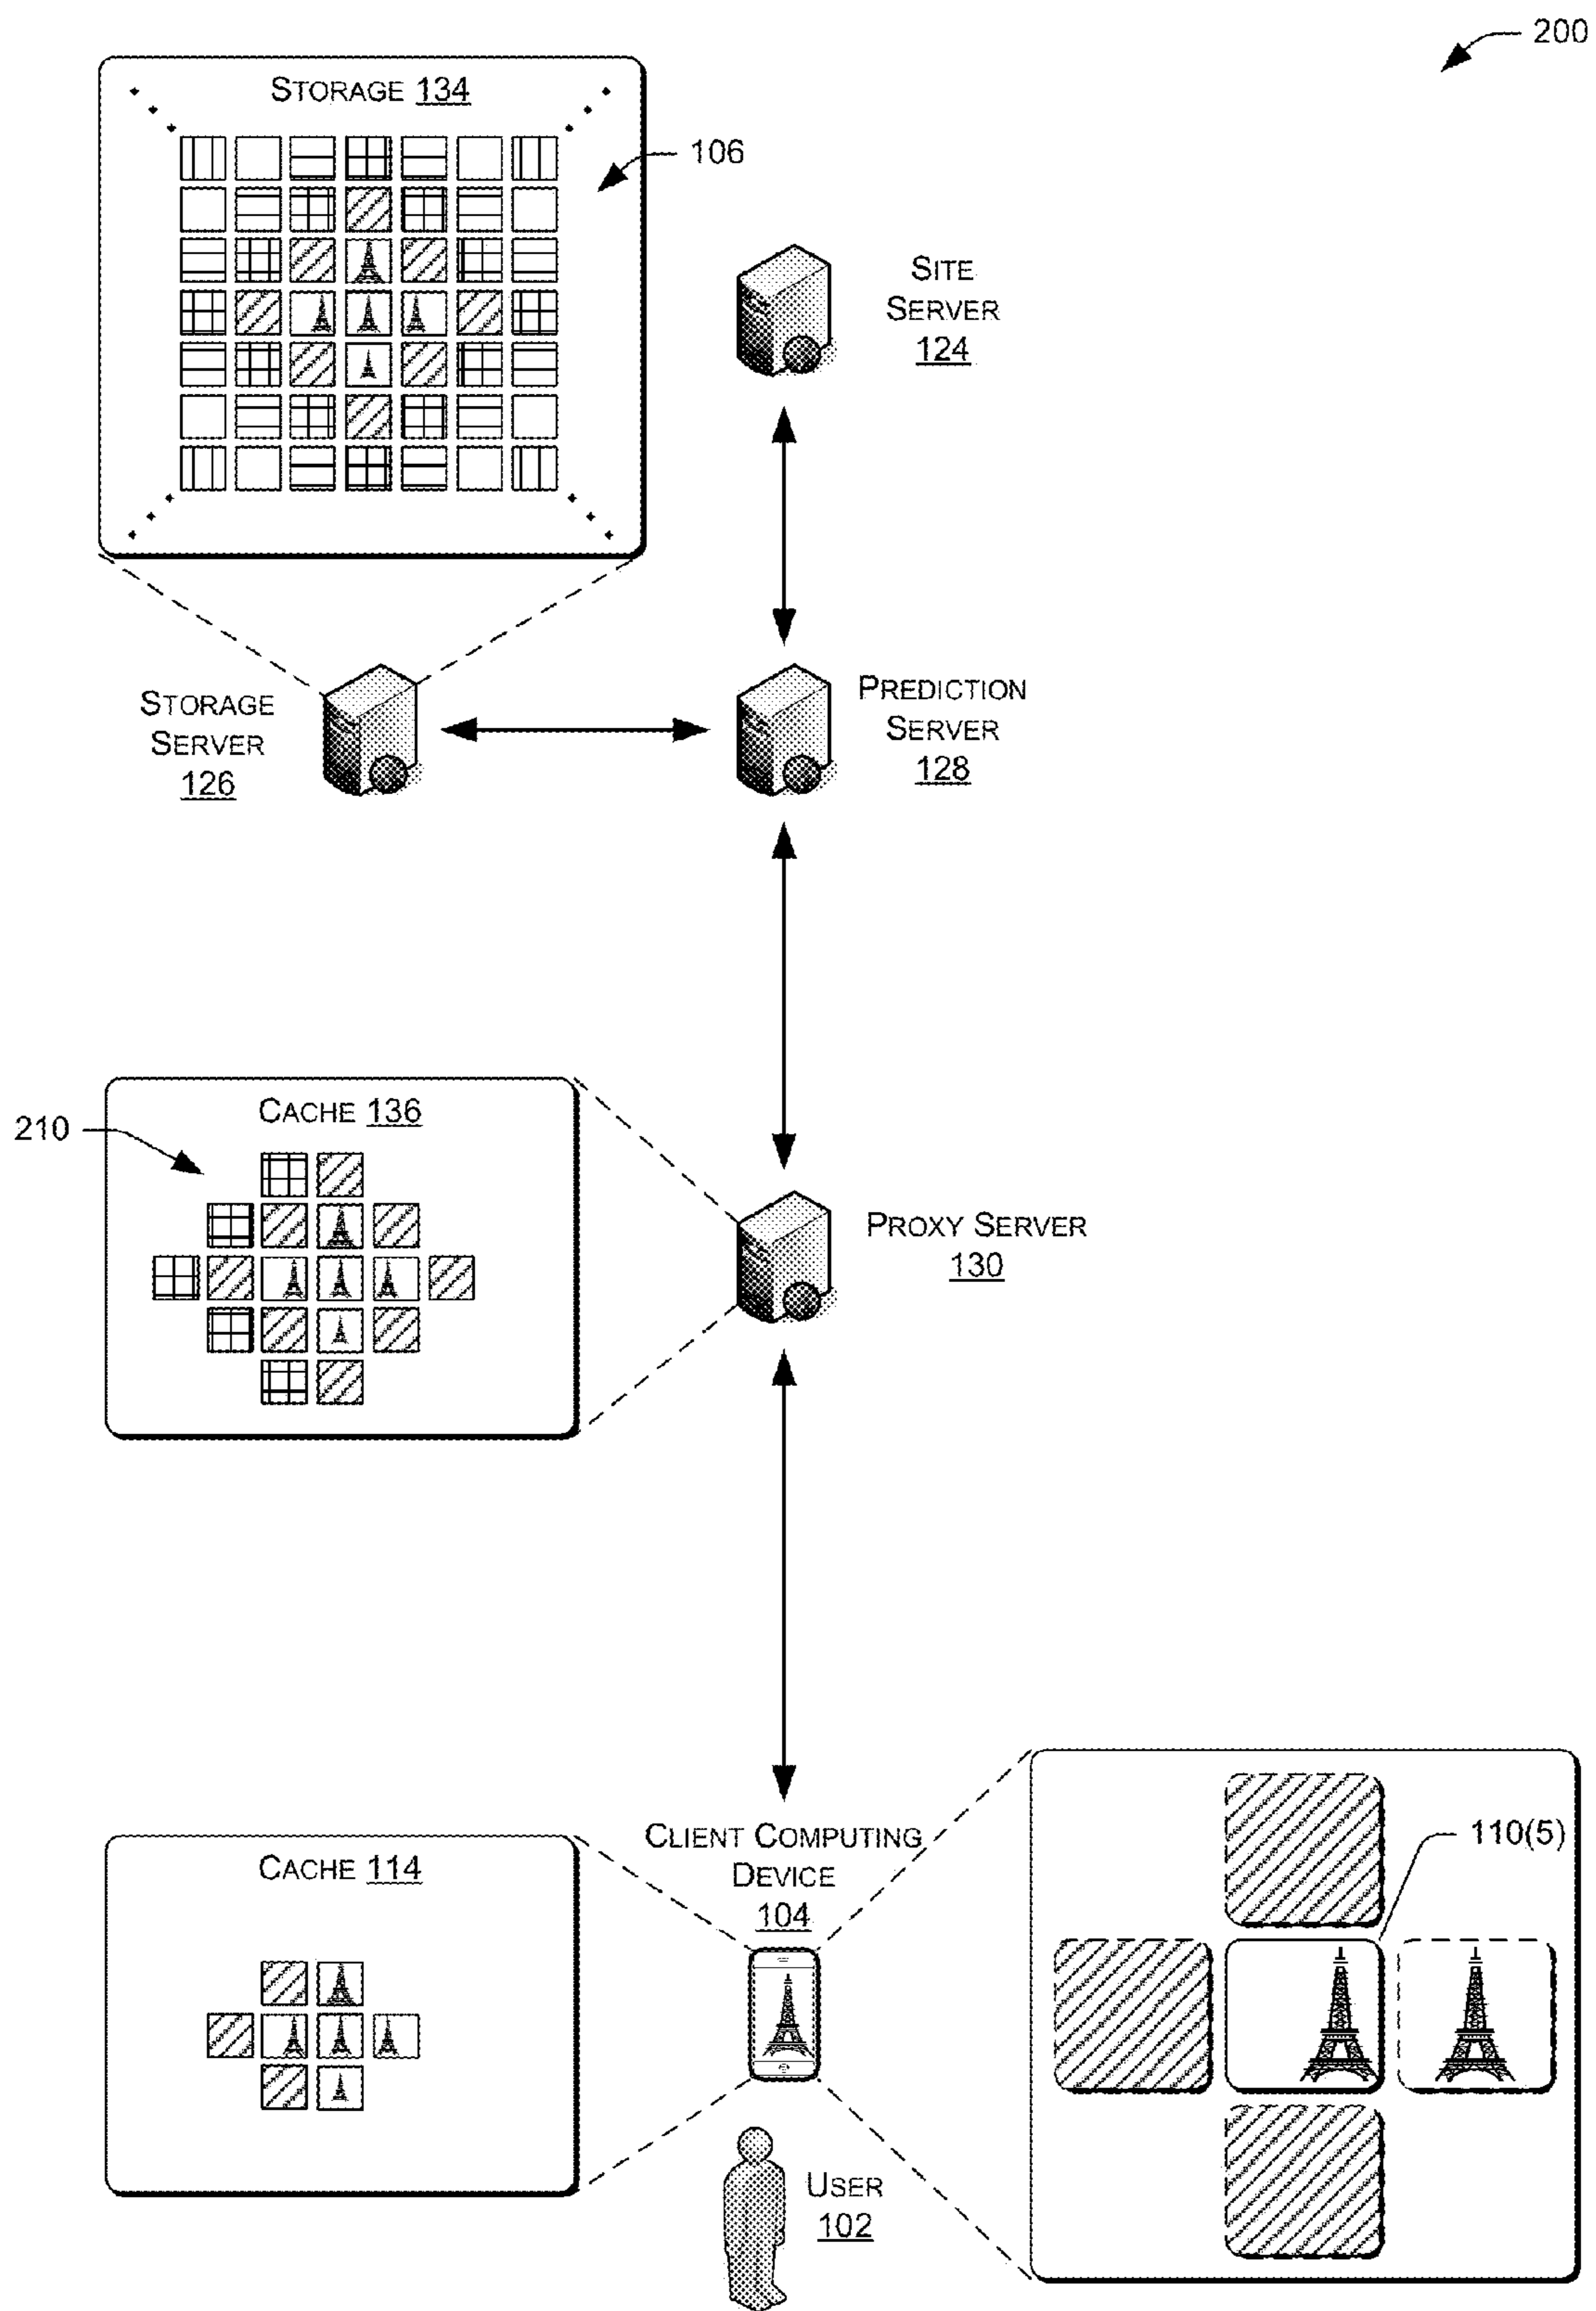 200
STORAGE 134
106
SITE
SERVER
124
STORAGE
SERVER
126
PREDICTION
SERVER
128
CACHE 136
210
PROXY SERVER
130
CLIENT COMPUTING
DEVICE
104
110(5)
CACHE 114
USER
102